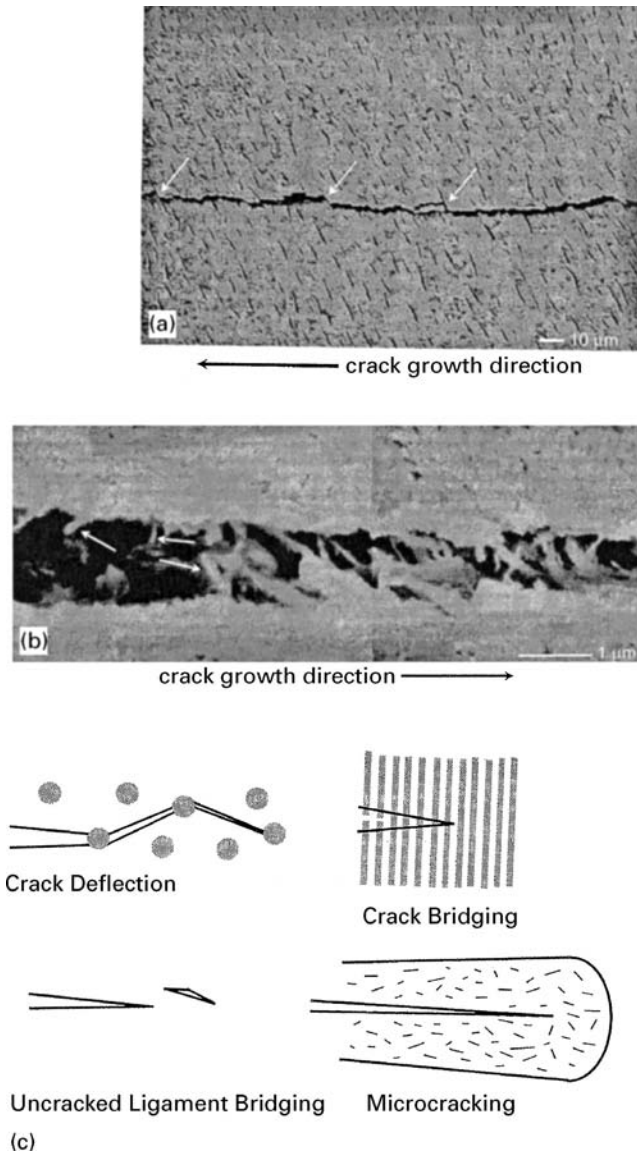 (a)
10 μm
crack growth direction
(b)
1 μm
crack growth direction
Crack Deflection
Crack Bridging
Uncracked Ligament Bridging
Microcracking
(c)